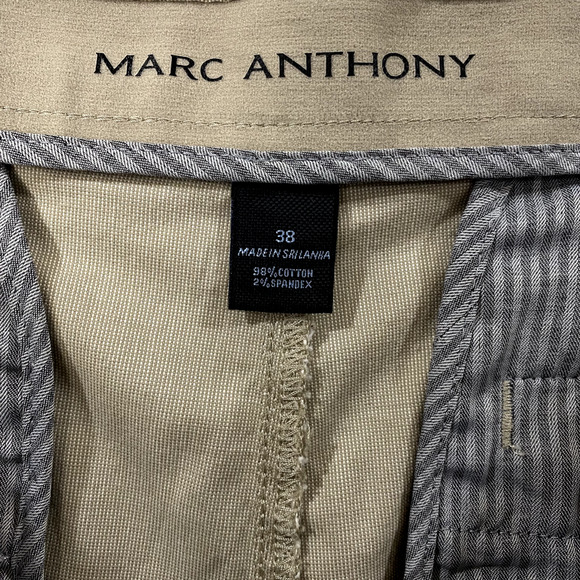 MARC ANTHONY
38
MADE IN SRI LANKA
98% COTTON
2% SPANDEX